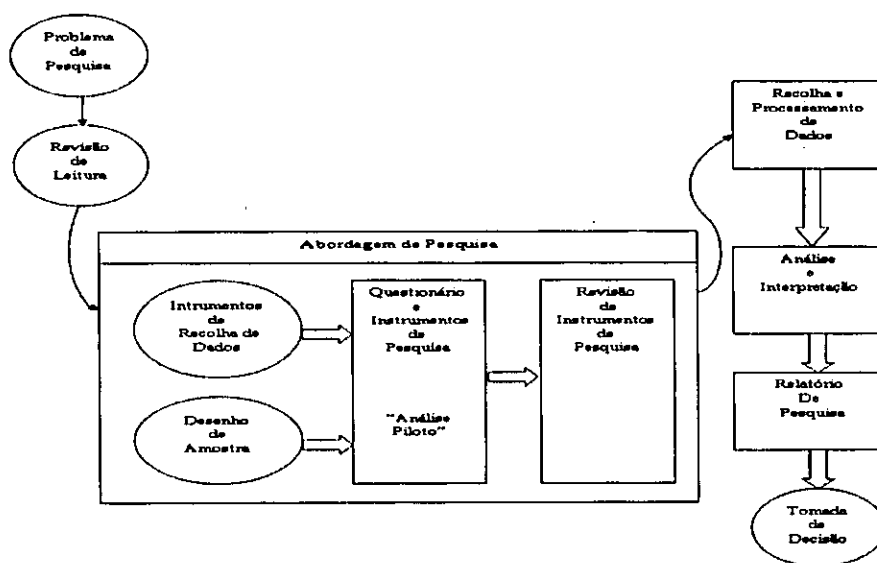 Problema
de
Pesquisa
Revisão
de
Leitura
Abordagem de Pesquisa
Intrumentos
de
Recolha de
Dados
Desenho
de
Amostra
Questionário
e
Instrumentos
de
Pesquisa
"Análise
Piloto"
Revisão
de
Instrumentos
de
Pesquisa
Recolha e
Processamento
de
Dados
Análise
e
Interpretação
Relatório
De
Pesquisa
Tomada
de
Decisão